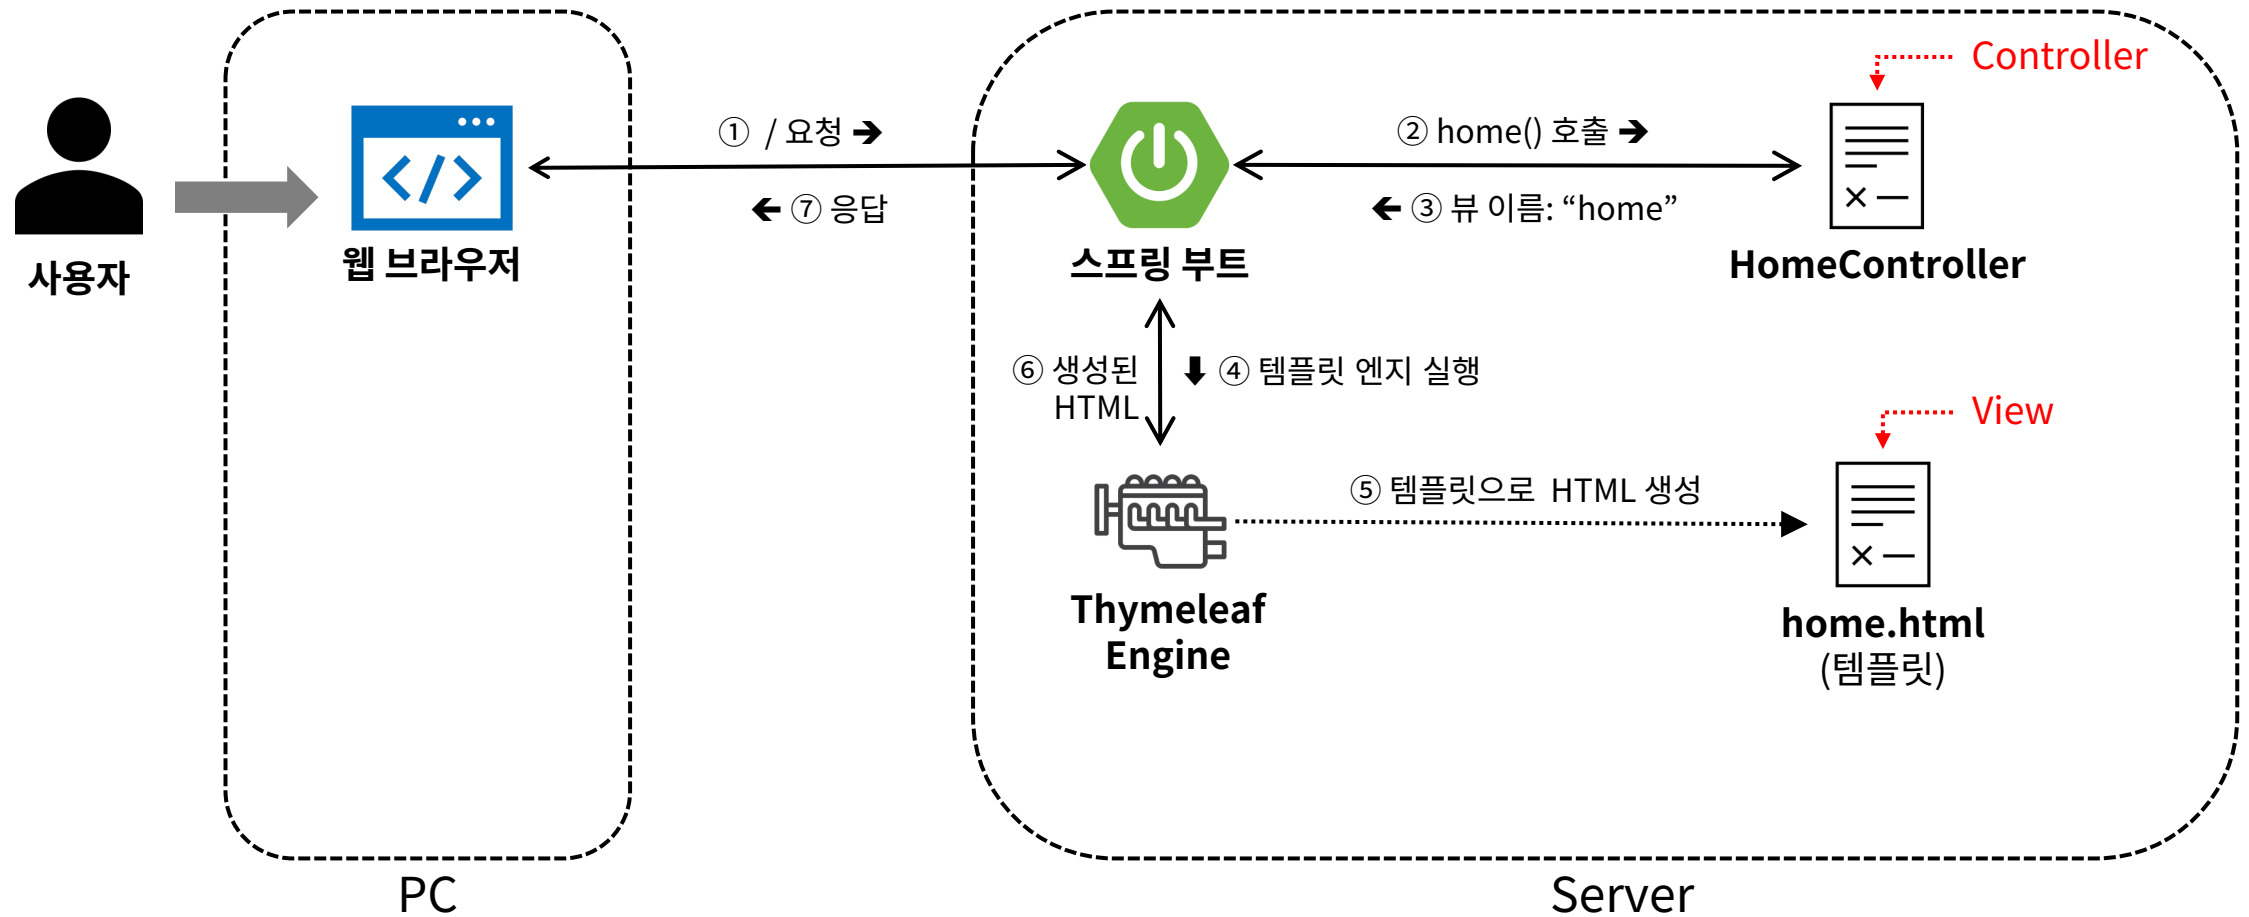 Controller
① / 요청 🡺
② home() 호출 🡺
🡸 ⑦ 응답
🡸 ③ 뷰 이름: “home”
사용자
웹 브라우저
스프링 부트
HomeController
⑥ 생성된
HTML
🡻 ④ 템플릿 엔지 실행
View
⑤ 템플릿으로 HTML 생성
Thymeleaf
Engine
home.html
(템플릿)
PC
Server